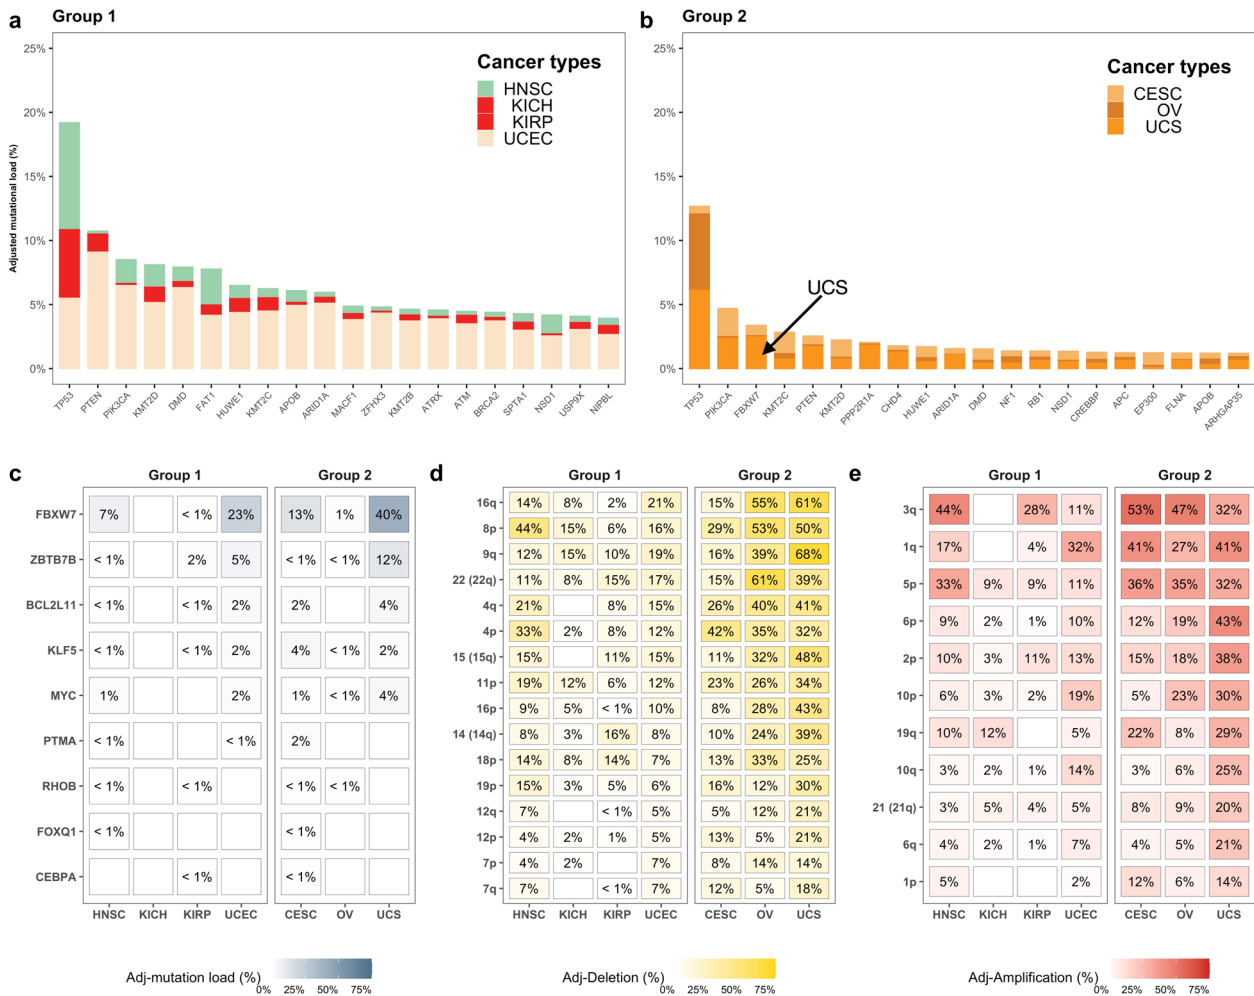 a
Group 1
Adjusted mutational load (%)
25%
20%
15%
10%
5%
0%
Cancer types
HNSC
KICH
KIRP
UCEC
TP53 PTEN PIK3CA KMT2D DMD FAT1 HUWE1 KMT2C APOB ARID1A MACF1 ZFHX3 KMT2B ATRX ATM BRCA2 SPTA1 NSD1 USP9X NIPBL
b
Group 2
25%
20%
15%
10%
5%
0%
Cancer types
CESC
OV
UCS
UCS
TP53 PIK3CA FBXW7 KMT2C PTEN KMT2D PPP2R1A CHD4 HUWE1 ARID1A DMD NF1 RB1 NSD1 CREBBP APC EP300 FLNA APOB ARHGAP35
c
Group 1 Group 2
FBXW7 7% < 1% 23% 13% 1% 40%
ZBTB7B < 1% 2% 5% < 1% < 1% 12%
BCL2L11 < 1% < 1% 2% 2% 4%
KLF5 < 1% < 1% 2% 4% < 1% 2%
MYC 1% 2% 1% < 1% 4%
PTMA < 1% < 1% 2%
RHOB < 1% < 1% < 1% < 1%
FOXQ1 < 1% < 1%
CEBPA < 1% < 1%
HNSC KICH KIRP UCEC CESC OV UCS
Adj-mutation load (%)
0% 25% 50% 75%
d
Group 1 Group 2
16q 14% 8% 2% 21% 15% 55% 61%
8p 44% 15% 6% 16% 29% 53% 50%
9q 12% 15% 10% 19% 16% 39% 68%
22 (22q) 11% 8% 15% 17% 15% 61% 39%
4q 21% 8% 15% 26% 40% 41%
4p 33% 2% 8% 12% 42% 35% 32%
15 (15q) 15% 11% 15% 11% 32% 48%
11p 19% 12% 6% 12% 23% 26% 34%
16p 9% 5% < 1% 10% 8% 28% 43%
14 (14q) 8% 3% 16% 8% 10% 24% 39%
18p 14% 8% 14% 7% 13% 33% 25%
19p 15% 3% 5% 6% 16% 12% 30%
12q 7% < 1% 5% 5% 12% 21%
12p 4% 2% 1% 5% 13% 5% 21%
7p 4% 2% 7% 8% 14% 14%
7q 7% < 1% 7% 12% 5% 18%
HNSC KICH KIRP UCEC CESC OV UCS
Adj-Deletion (%)
0% 25% 50% 75%
e
Group 1 Group 2
3q 44% 28% 11% 53% 47% 32%
1q 17% 4% 32% 41% 27% 41%
5p 33% 9% 9% 11% 36% 35% 32%
6p 9% 2% 1% 10% 12% 19% 43%
2p 10% 3% 11% 13% 15% 18% 38%
10p 6% 3% 2% 19% 5% 23% 30%
19q 10% 12% 5% 22% 8% 29%
10q 3% 2% 1% 14% 3% 6% 25%
21 (21q) 3% 5% 4% 5% 8% 9% 20%
6q 4% 2% 1% 7% 4% 5% 21%
1p 5% 2% 12% 6% 14%
HNSC KICH KIRP UCEC CESC OV UCS
Adj-Amplification (%)
0% 25% 50% 75%